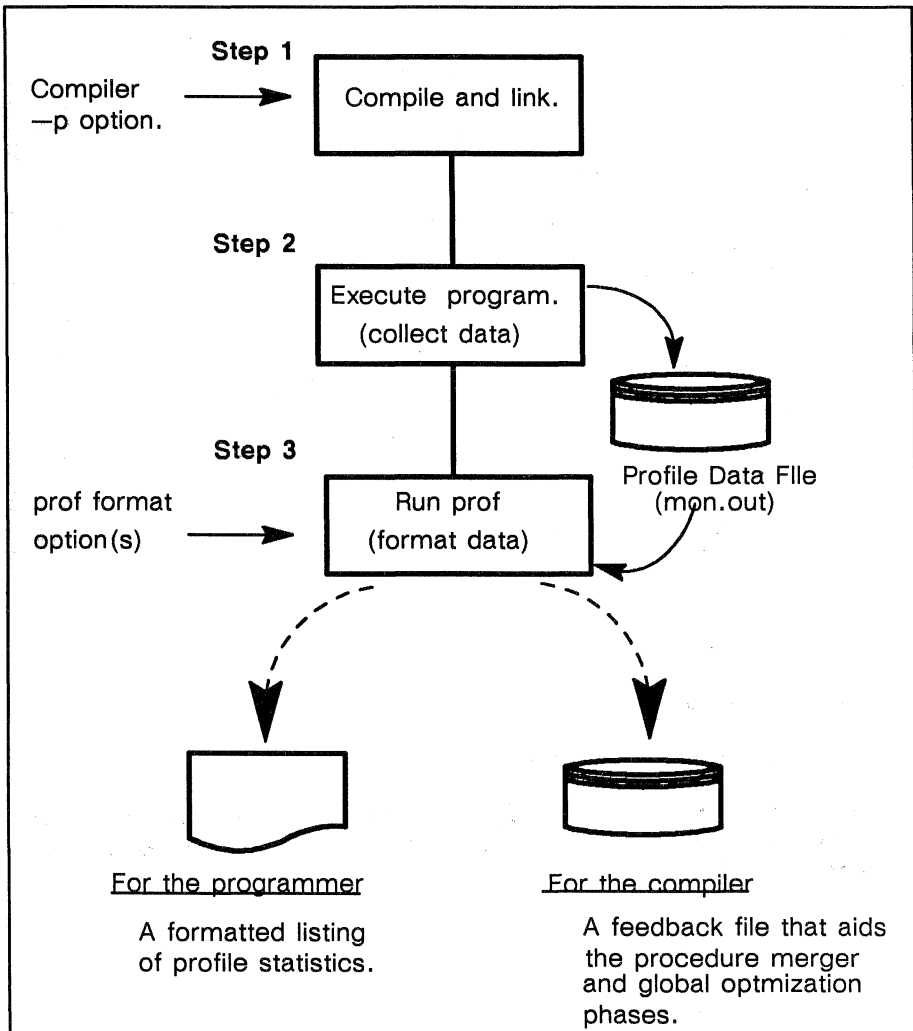 Step 1
Compiler
—p option.
Compile and link.
Step 2
Execute program.
(collect data)
Profile Data FIle
(mon.out)
Step 3
prof format
option(s)
Run prof
(format data)
For the programmer
A formatted listing
of profile statistics.
For the compiler
A feedback file that aids
the procedure merger
and global optmization
phases.